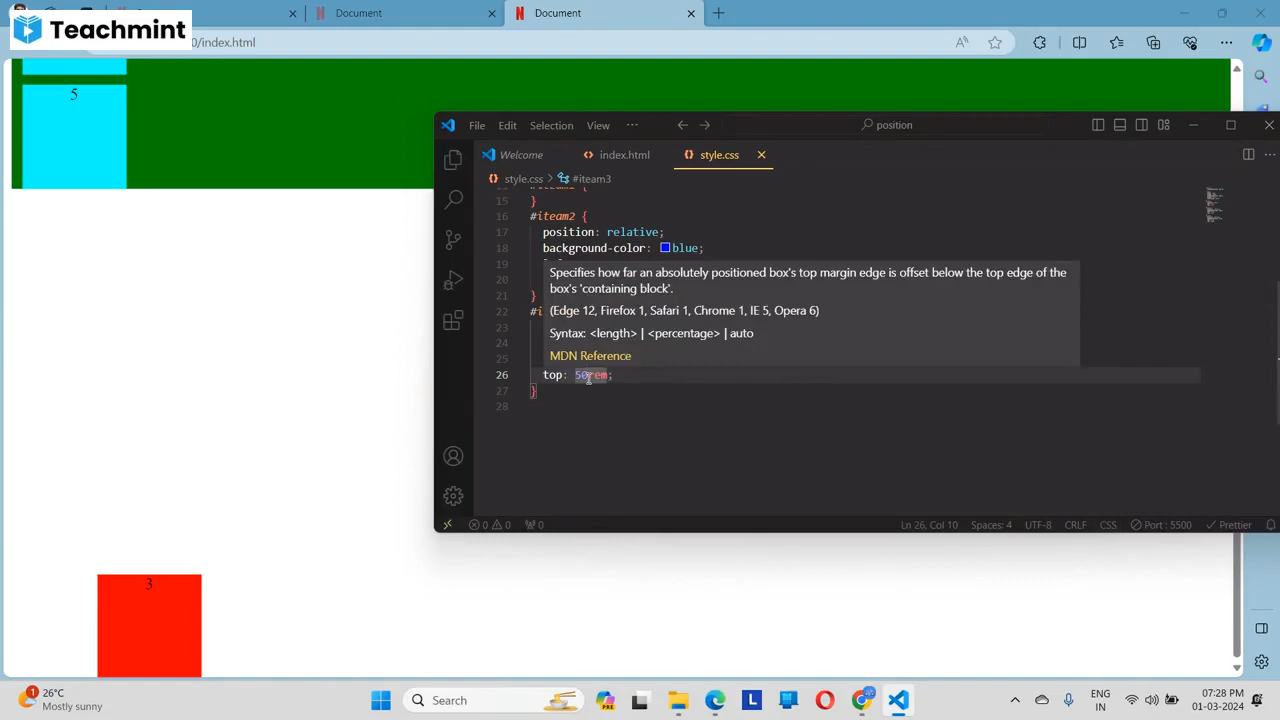 Document
Document
Teachmint
0/index.html
5
File Edit Selection View
position
Welcome
index.html
style.css
style.css > #iteam3
15 }
16 #iteam2 {
17 position: relative;
18 background-color: blue;
19
Specifies how far an absolutely positioned box's top margin edge is offset below the top edge of the
box's 'containing block'.
20
21 }
(Edge 12, Firefox 1, Safari 1, Chrome 1, IE 5, Opera 6)
22 #i
23
Syntax: <length> | <percentage> | auto
24
25
MDN Reference
26 top: 50rem;
27 }
28
0 0 0
Ln 26, Col 10 Spaces: 4 UTF-8 CRLF CSS Port : 5500 Prettier
3
1
26°C
Mostly sunny
Search
PRE
L
ENG
IN
07:28 PM
01-03-2024